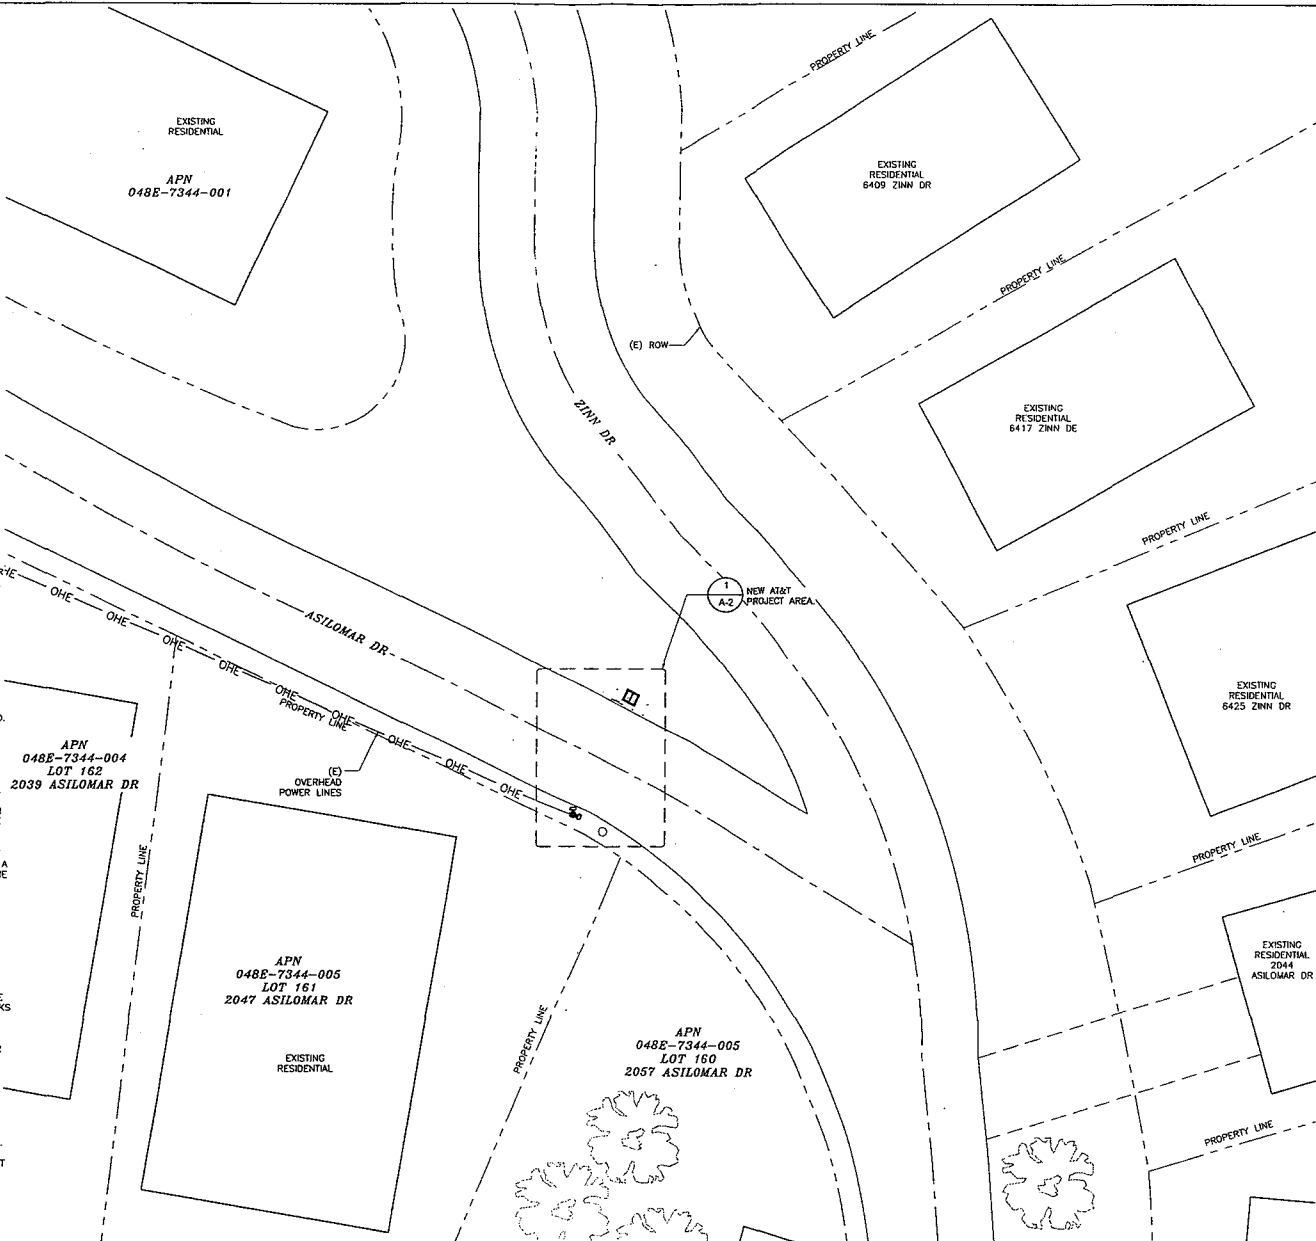 PROPERTY LINE
EXISTING
RESIDENTIAL
APN
048E-7344-001
EXISTING
RESIDENTIAL
6409 ZINN DR
PROPERTY LINE
(E) ROW
ZINN DR
EXISTING
RESIDENTIAL
6417 ZINN DE
PROPERTY LINE
1
A-2
NEW AT&T
PROJECT AREA
ASILOMAR DR
OHE
OHE
OHE
OHE
OHE
OHE
OHE
OHE
OHE
PROPERTY LINE
(E)
OVERHEAD
POWER LINES
EXISTING
RESIDENTIAL
6425 ZINN DR
APN
048E-7344-004
LOT 162
2039 ASILOMAR DR
PROPERTY LINE
PROPERTY LINE
EXISTING
RESIDENTIAL
2044
ASILOMAR DR
APN
048E-7344-005
LOT 161
2047 ASILOMAR DR
EXISTING
RESIDENTIAL
PROPERTY LINE
APN
048E-7344-005
LOT 160
2057 ASILOMAR DR
PROPERTY LINE